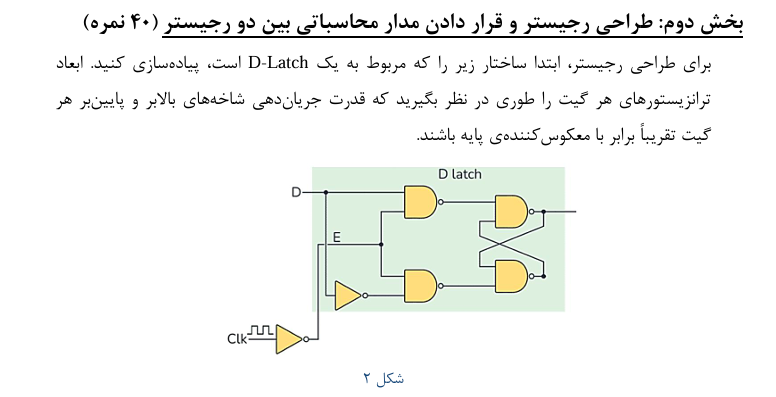 بخش دوم: طراحی رجیستر و قرار دادن مدار محاسباتی بین دو رجیستر (۴۰ نمره)
برای طراحی رجیستر، ابتدا ساختار زیر را که مربوط به یک D-Latch است، پیاده‌سازی کنید. ابعاد
ترانزیستورهای هر گیت را طوری در نظر بگیرید که قدرت جریان‌دهی شاخه‌های بالابر و پایین‌بر هر
گیت تقریباً برابر با معکوس‌کننده‌ی پایه باشند.
D latch
D
E
Clk
شکل ۲